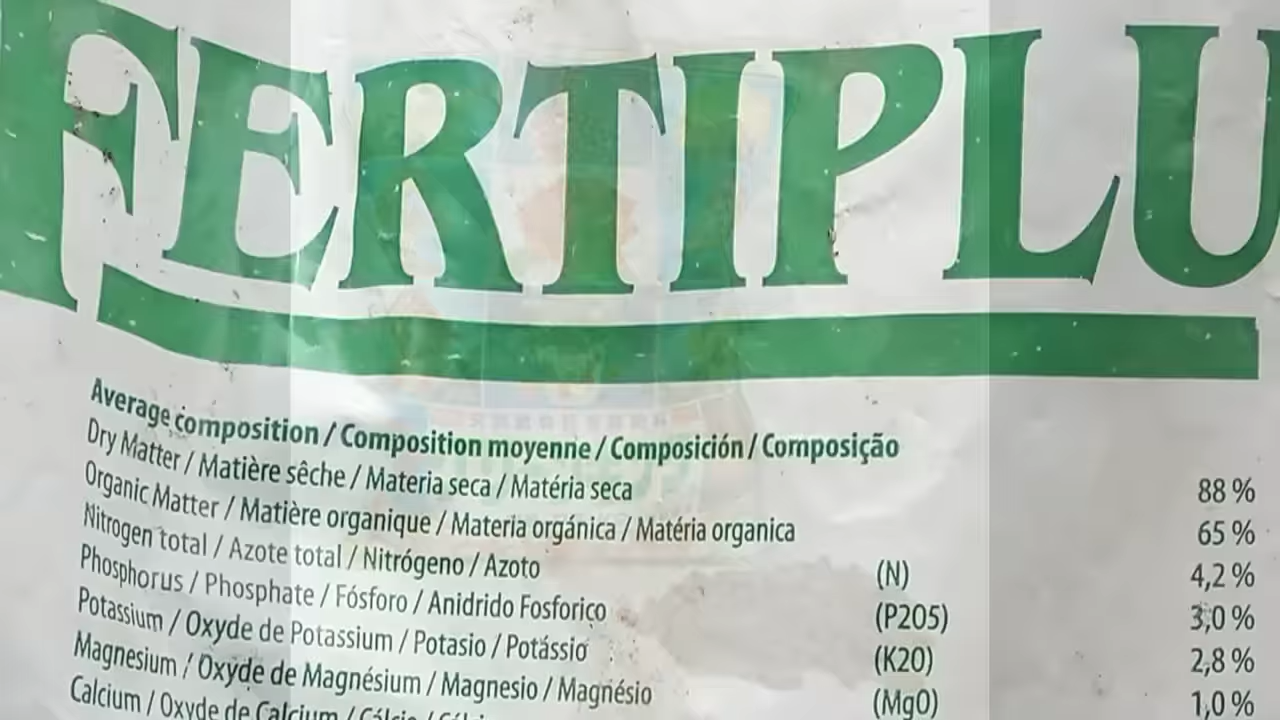 FERTIPLU
Average composition / Composition moyenne / Composición / Composição
Dry Matter / Matière sêche / Materia seca / Matéria seca 88 %
Organic Matter / Matière organique / Materia orgánica / Matéria organica 65 %
Nitrogen total / Azote total / Nitrógeno / Azoto (N) 4,2 %
Phosphorus / Phosphate / Fósforo / Anidrido Fosforico (P2O5) 3,0 %
Potassium / Oxyde de Potassium / Potasio / Potássio (K2O) 2,8 %
Magnesium / Oxyde de Magnésium / Magnesio / Magnésio (MgO) 1,0 %
Calcium / Oxyde de Calcium /